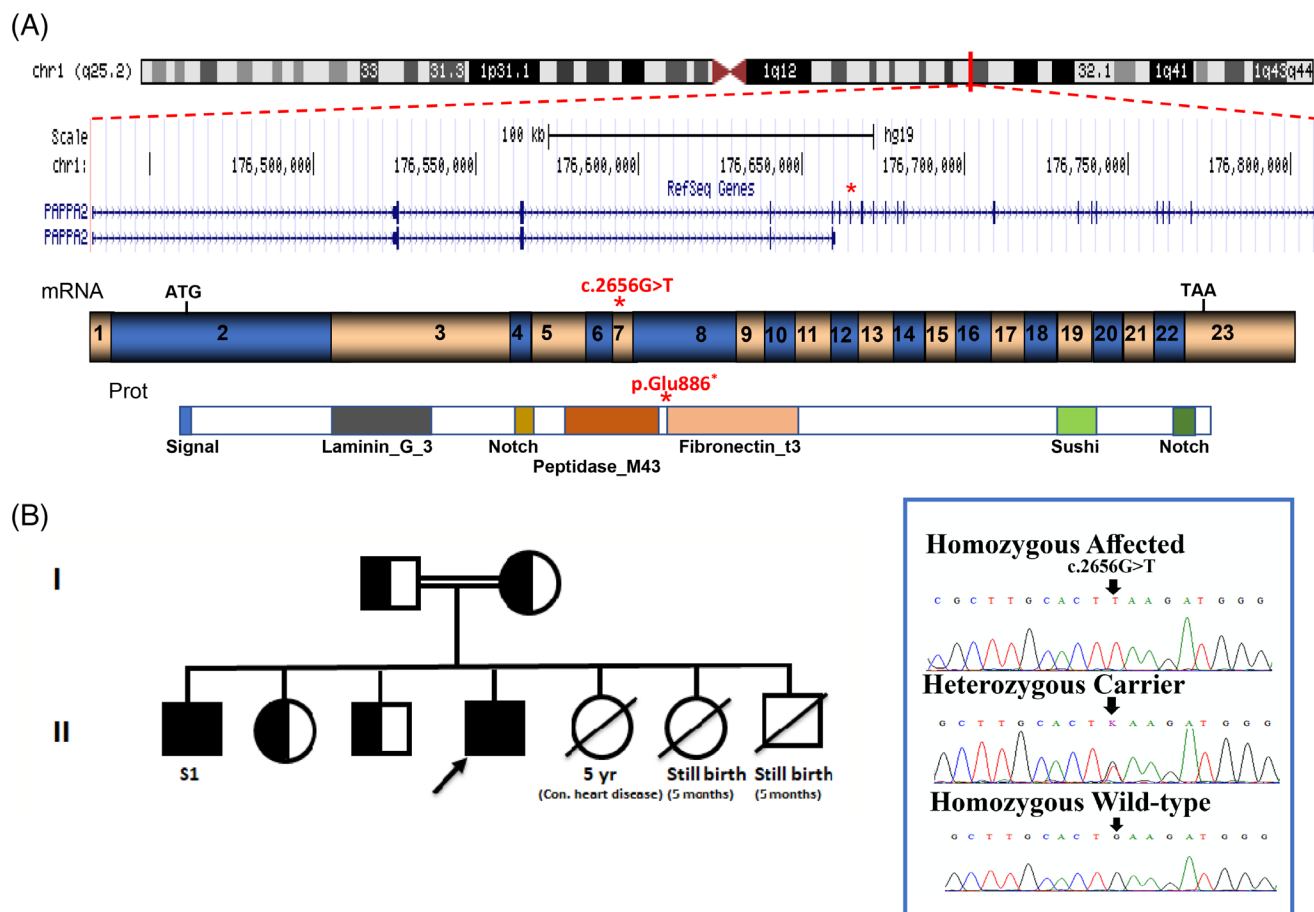 (A)
chr1 (q25.2) 33 31.3 1p31.1 1q12 32.1 1q41 1q43q44
Scale 100 kb hg19
chr1: 176,500,000 176,550,000 176,600,000 176,650,000 176,700,000 176,750,000 176,800,000
RefSeq Genes *
PAPPA2
PAPPA2
c.2656G>T
mRNA ATG * TAA
1 2 3 4 5 6 7 8 9 10 11 12 13 14 15 16 17 18 19 20 21 22 23
Prot p.Glu886*
*
Signal Laminin_G_3 Notch Fibronectin_t3 Sushi Notch
Peptidase_M43
(B)
I
II
S1 5 yr Still birth Still birth
(Con. heart disease) (5 months) (5 months)
Homozygous Affected
c.2656G>T
C G C T T G C A C T T A A G A T G G G
Heterozygous Carrier
G C T T G C A C T K A A G A T G G G
Homozygous Wild-type
G C T T G C A C T G A A G A T G G G